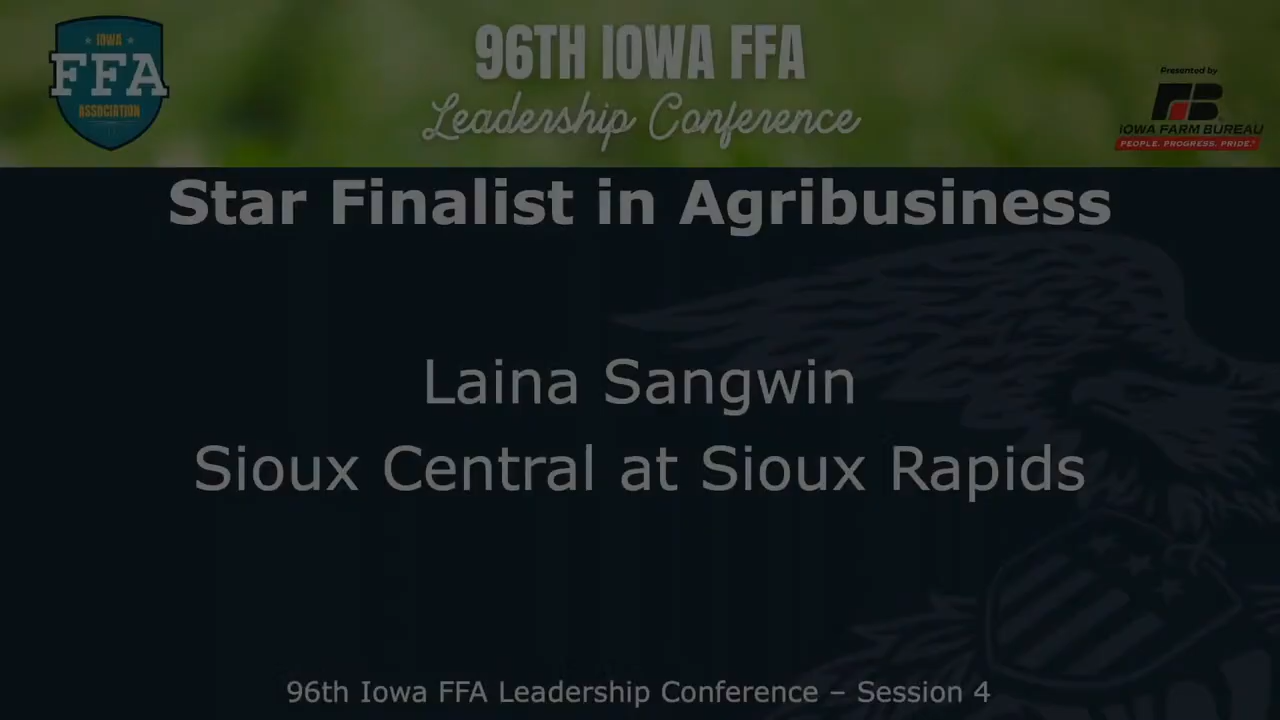 IOWA
FFA
ASSOCIATION
96TH IOWA FFA
Leadership Conference
Presented by
FB
IOWA FARM BUREAU
PEOPLE. PROGRESS. PRIDE.®
Star Finalist in Agribusiness
Laina Sangwin
Sioux Central at Sioux Rapids
96th Iowa FFA Leadership Conference – Session 4